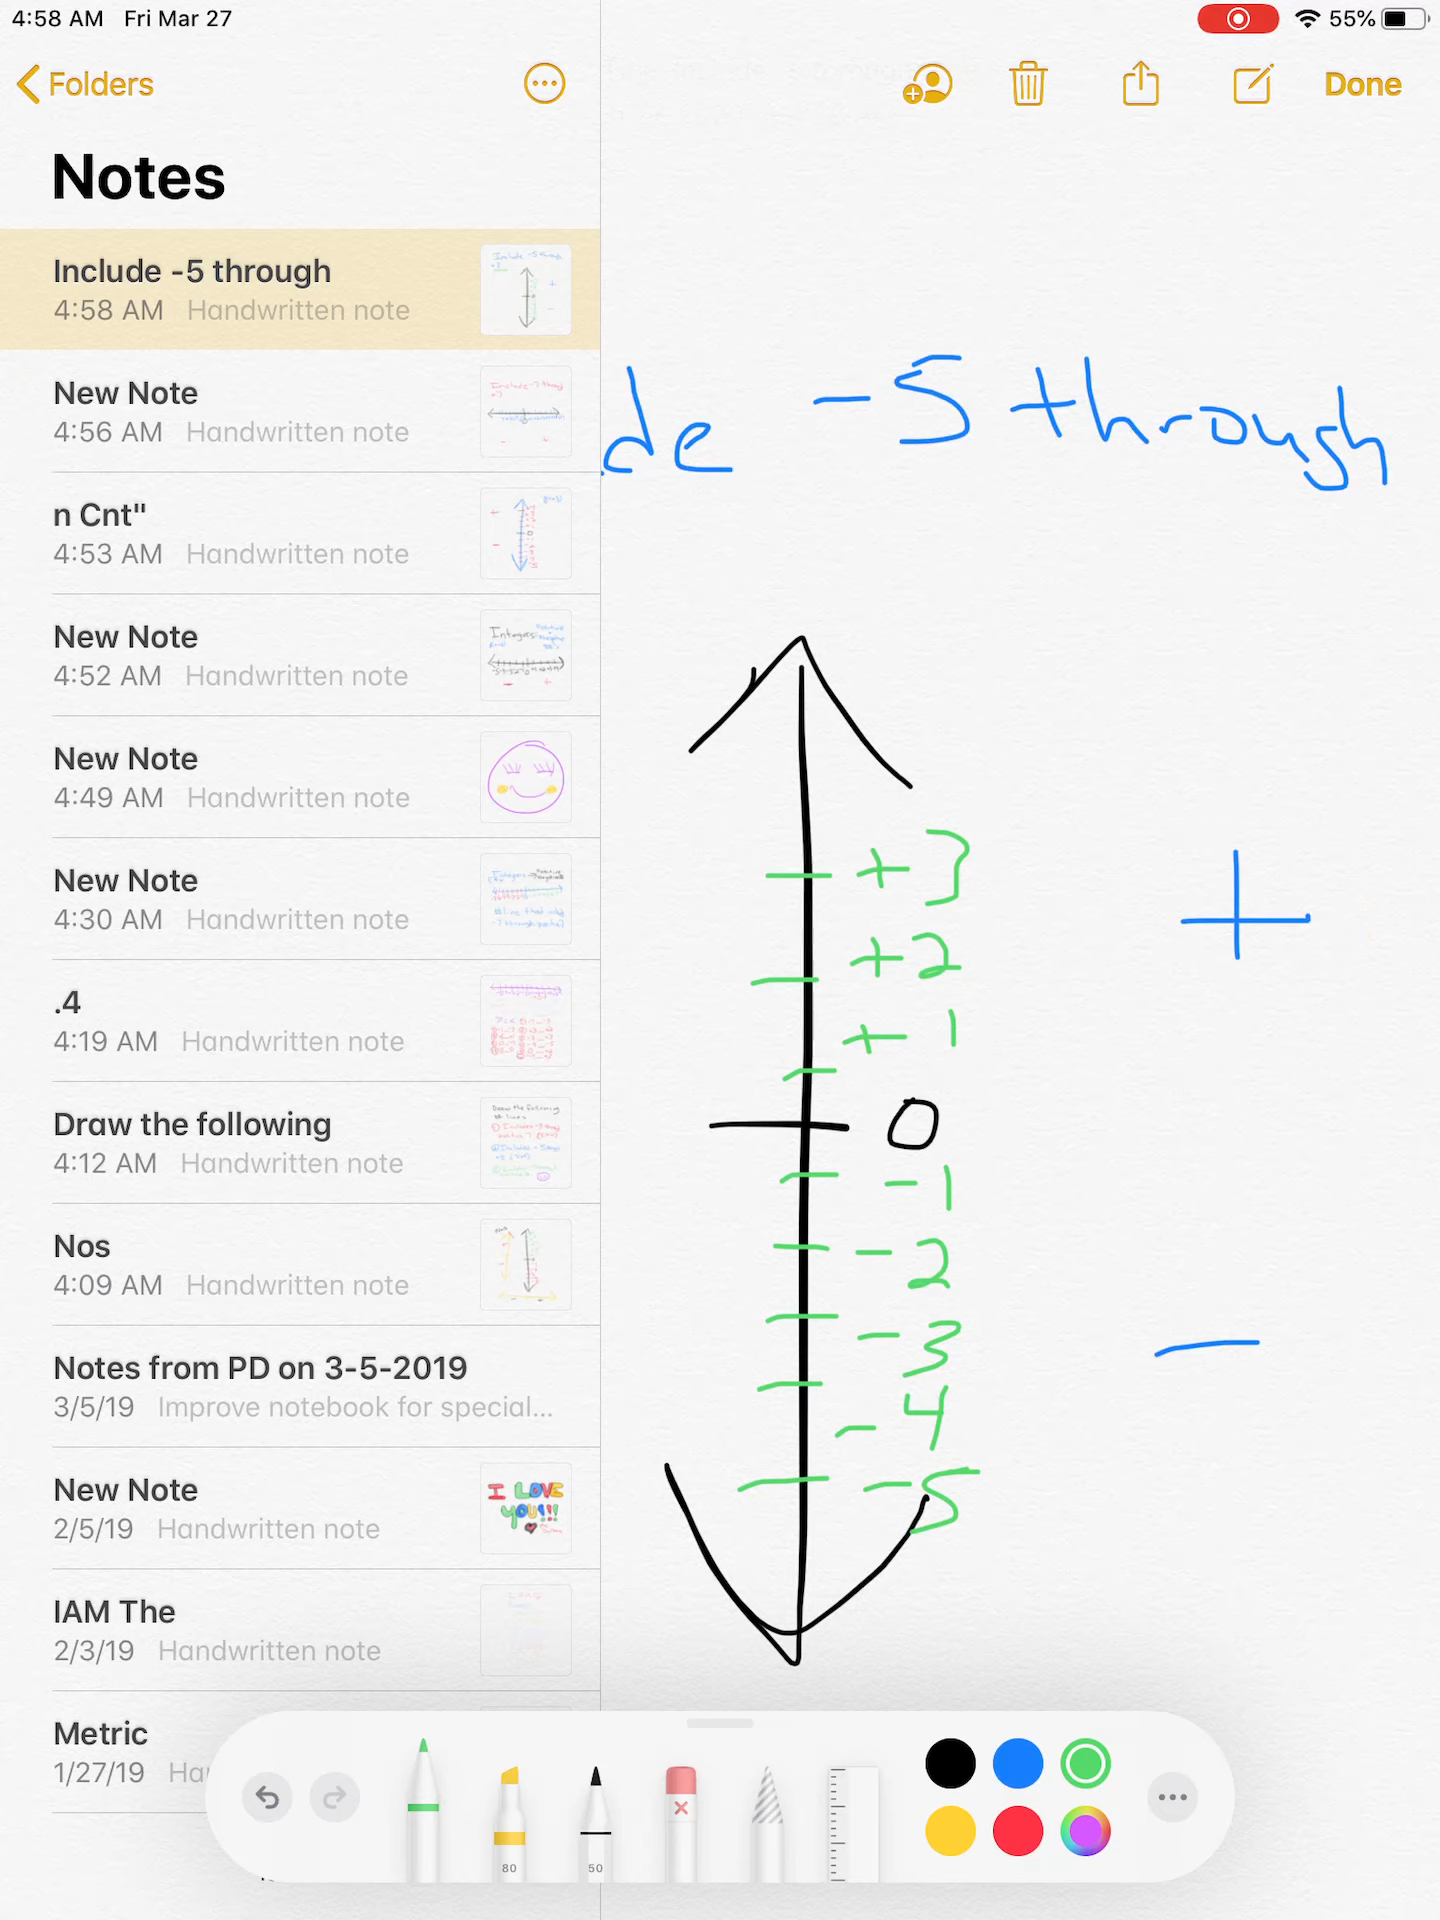 4:58 AM Fri Mar 27
55%
Folders
Done
Notes
Include -5 through
4:58 AM Handwritten note
New Note
4:56 AM Handwritten note
n Cnt"
4:53 AM Handwritten note
New Note
4:52 AM Handwritten note
New Note
4:49 AM Handwritten note
New Note
4:30 AM Handwritten note
.4
4:19 AM Handwritten note
Draw the following
4:12 AM Handwritten note
Nos
4:09 AM Handwritten note
Notes from PD on 3-5-2019
3/5/19 Improve notebook for special...
New Note
2/5/19 Handwritten note
I LOVE
YOU!!!
IAM The
2/3/19 Handwritten note
Metric
1/27/19 Ha
de -5 through
+3
+2
+1
0
-1
-2
-3
-4
-5
+
-
80
50